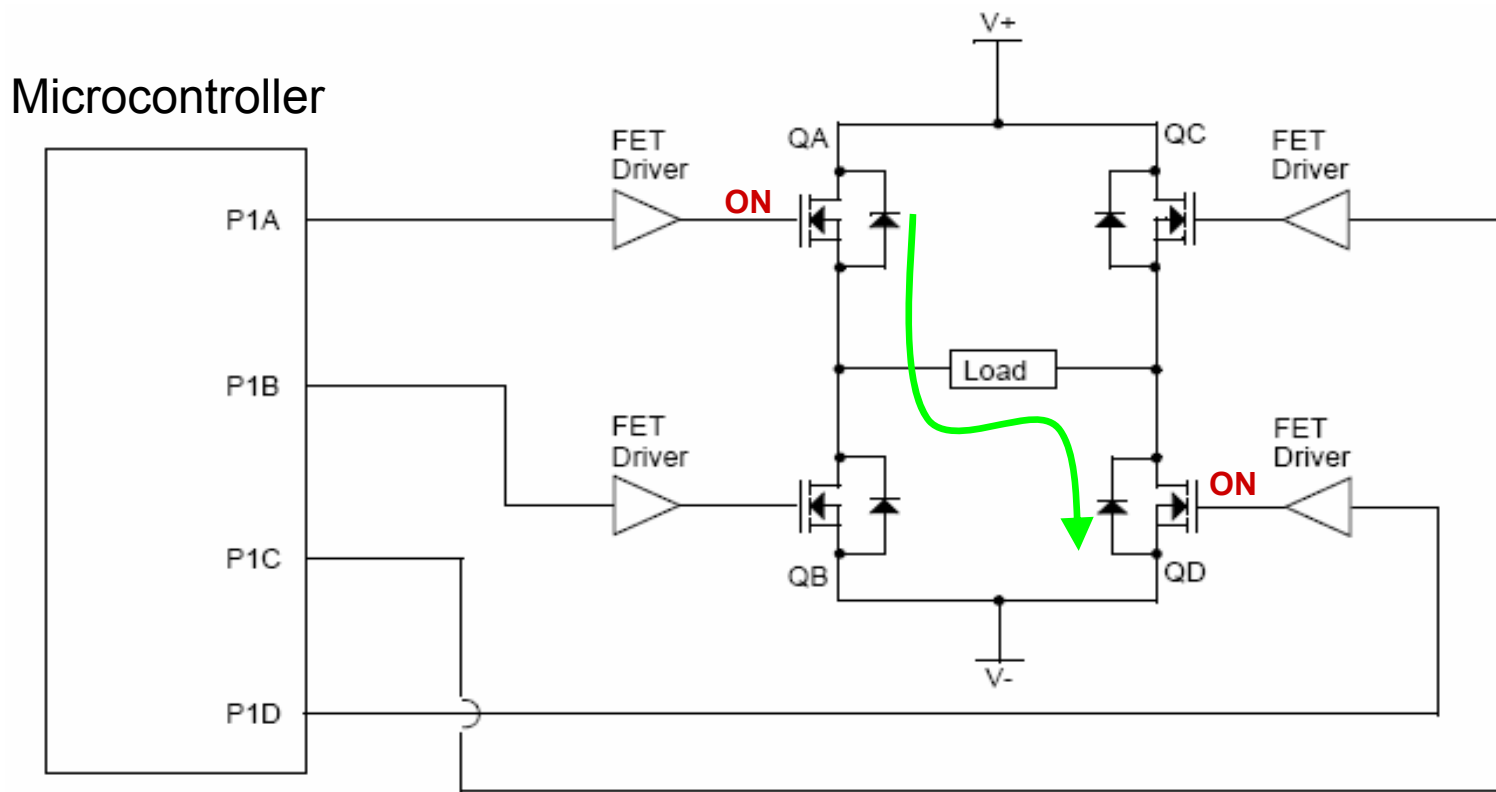 V+
Microcontroller
FET
Driver
QA
QC
FET
Driver
P1A
ON
Load
P1B
FET
Driver
FET
Driver
ON
P1C
QB
QD
V-
P1D